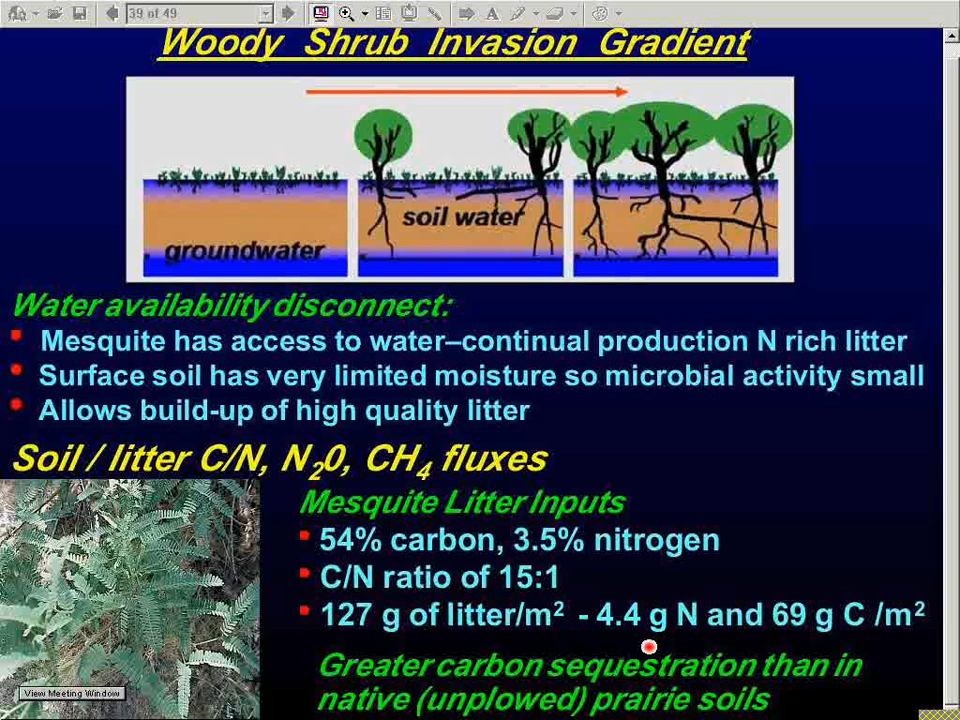 39 of 49
Woody Shrub Invasion Gradient
soil water
groundwater
Water availability disconnect:
Mesquite has access to water–continual production N rich litter
Surface soil has very limited moisture so microbial activity small
Allows build-up of high quality litter
Soil / litter C/N, N₂0, CH₄ fluxes
Mesquite Litter Inputs
54% carbon, 3.5% nitrogen
C/N ratio of 15:1
127 g of litter/m² - 4.4 g N and 69 g C /m²
Greater carbon sequestration than in
native (unplowed) prairie soils
View Meeting Window